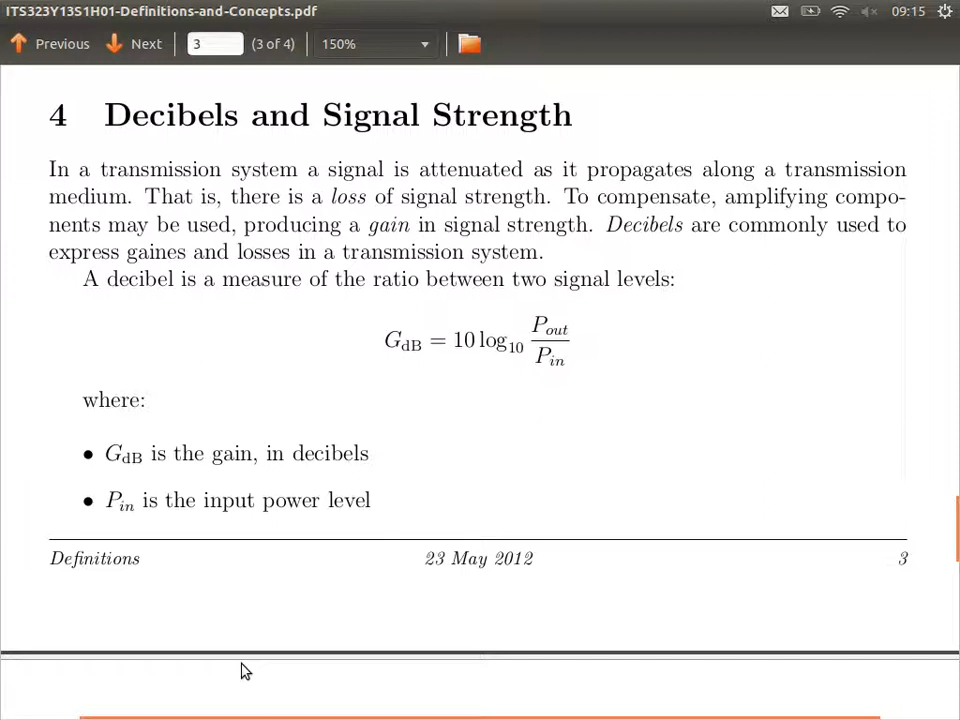 ITS323Y13S1H01-Definitions-and-Concepts.pdf 09:15
Previous Next 3 (3 of 4) 150%
4 Decibels and Signal Strength
In a transmission system a signal is attenuated as it propagates along a transmission
medium. That is, there is a loss of signal strength. To compensate, amplifying compo-
nents may be used, producing a gain in signal strength. Decibels are commonly used to
express gaines and losses in a transmission system.
A decibel is a measure of the ratio between two signal levels:
G_dB = 10 log_10 P_out / P_in
where:
• G_dB is the gain, in decibels
• P_in is the input power level
Definitions 23 May 2012 3